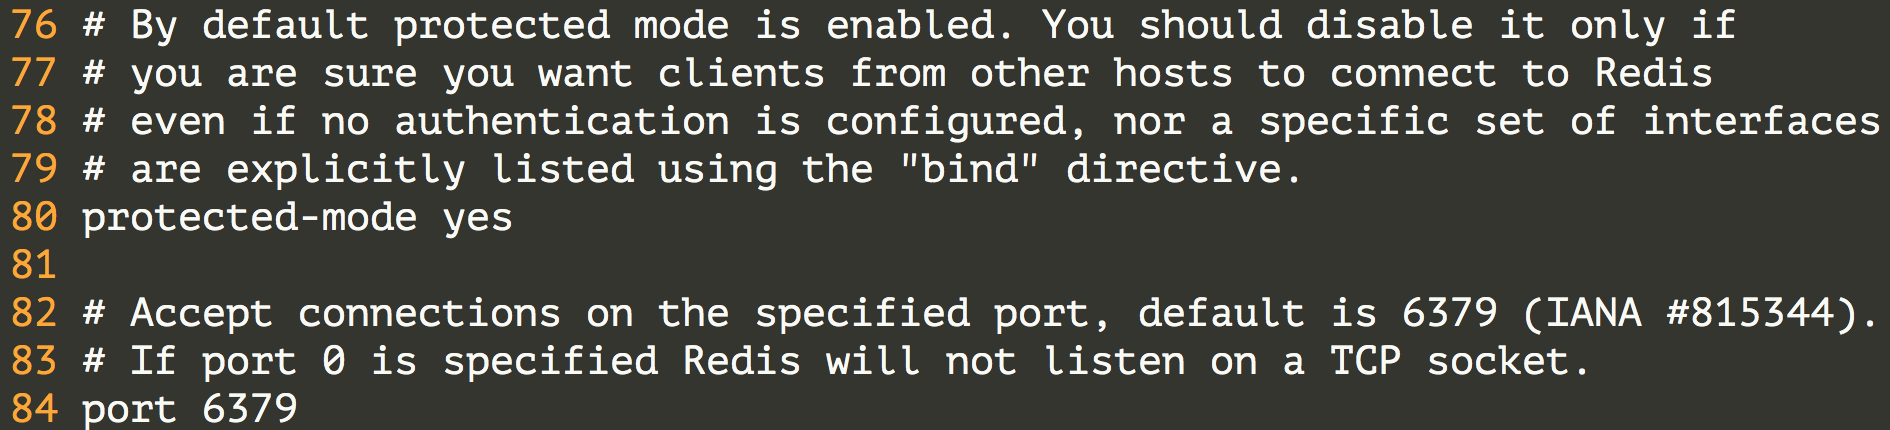 76 # By default protected mode is enabled. You should disable it only if
77 # you are sure you want clients from other hosts to connect to Redis
78 # even if no authentication is configured, nor a specific set of interfaces
79 # are explicitly listed using the "bind" directive.
80 protected-mode yes
81
82 # Accept connections on the specified port, default is 6379 (IANA #815344).
83 # If port 0 is specified Redis will not listen on a TCP socket.
84 port 6379